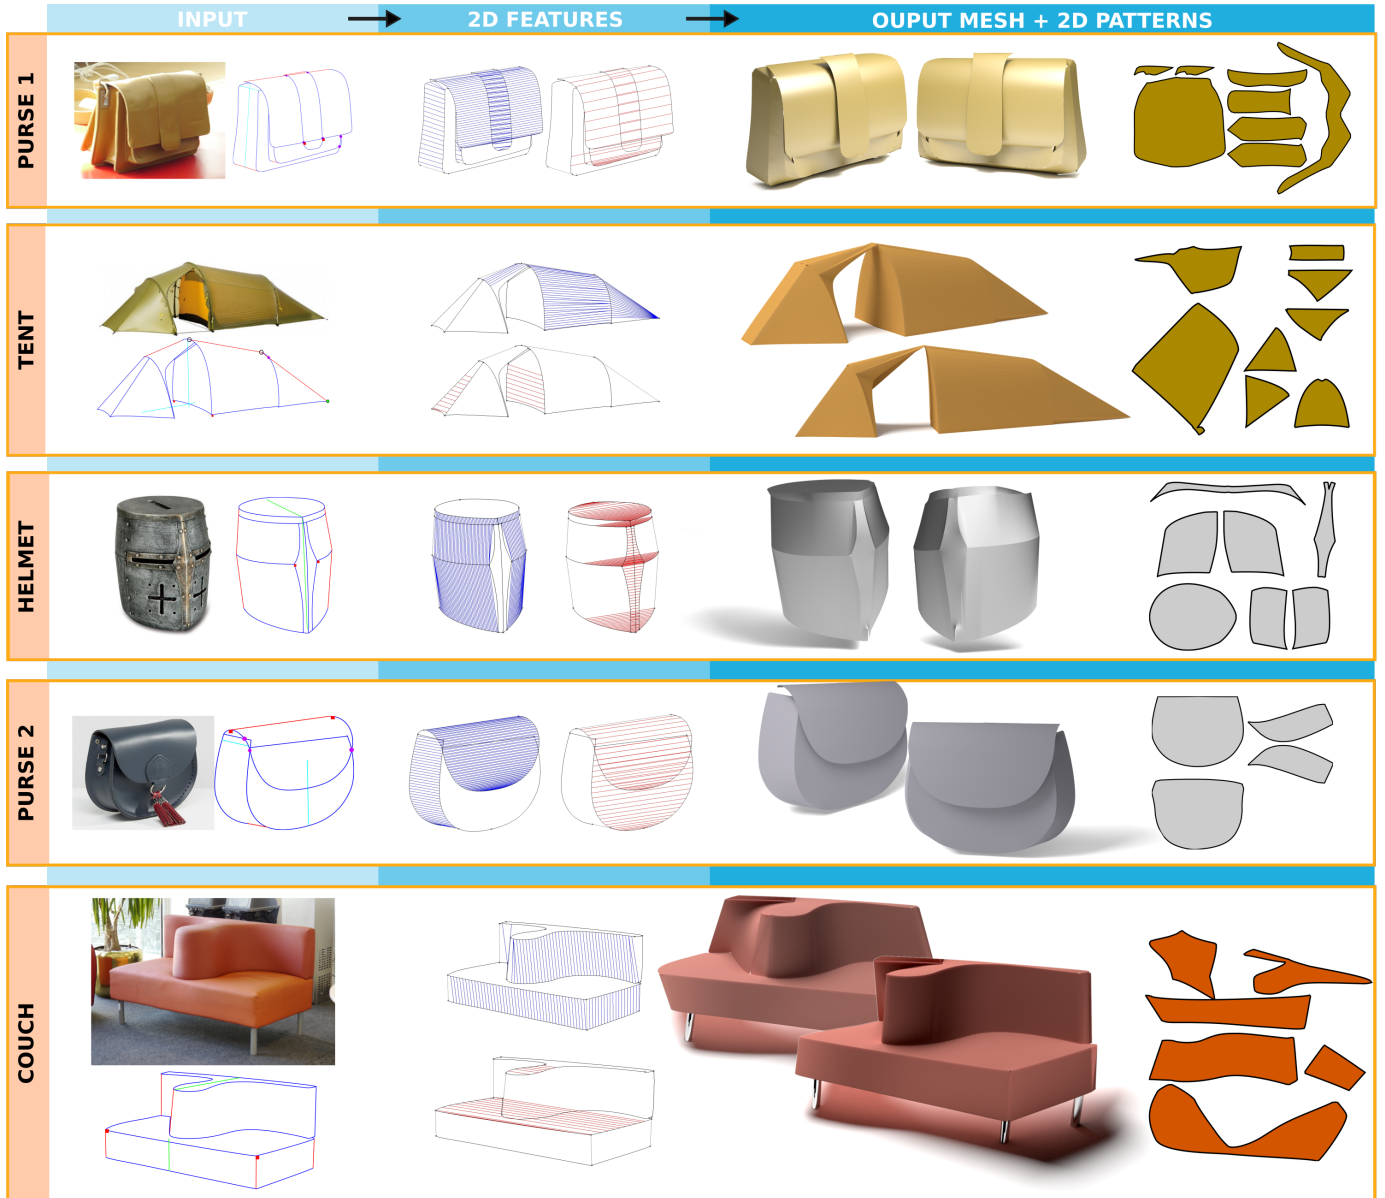 INPUT
2D FEATURES
OUPUT MESH + 2D PATTERNS
PURSE 1
TENT
HELMET
PURSE 2
COUCH